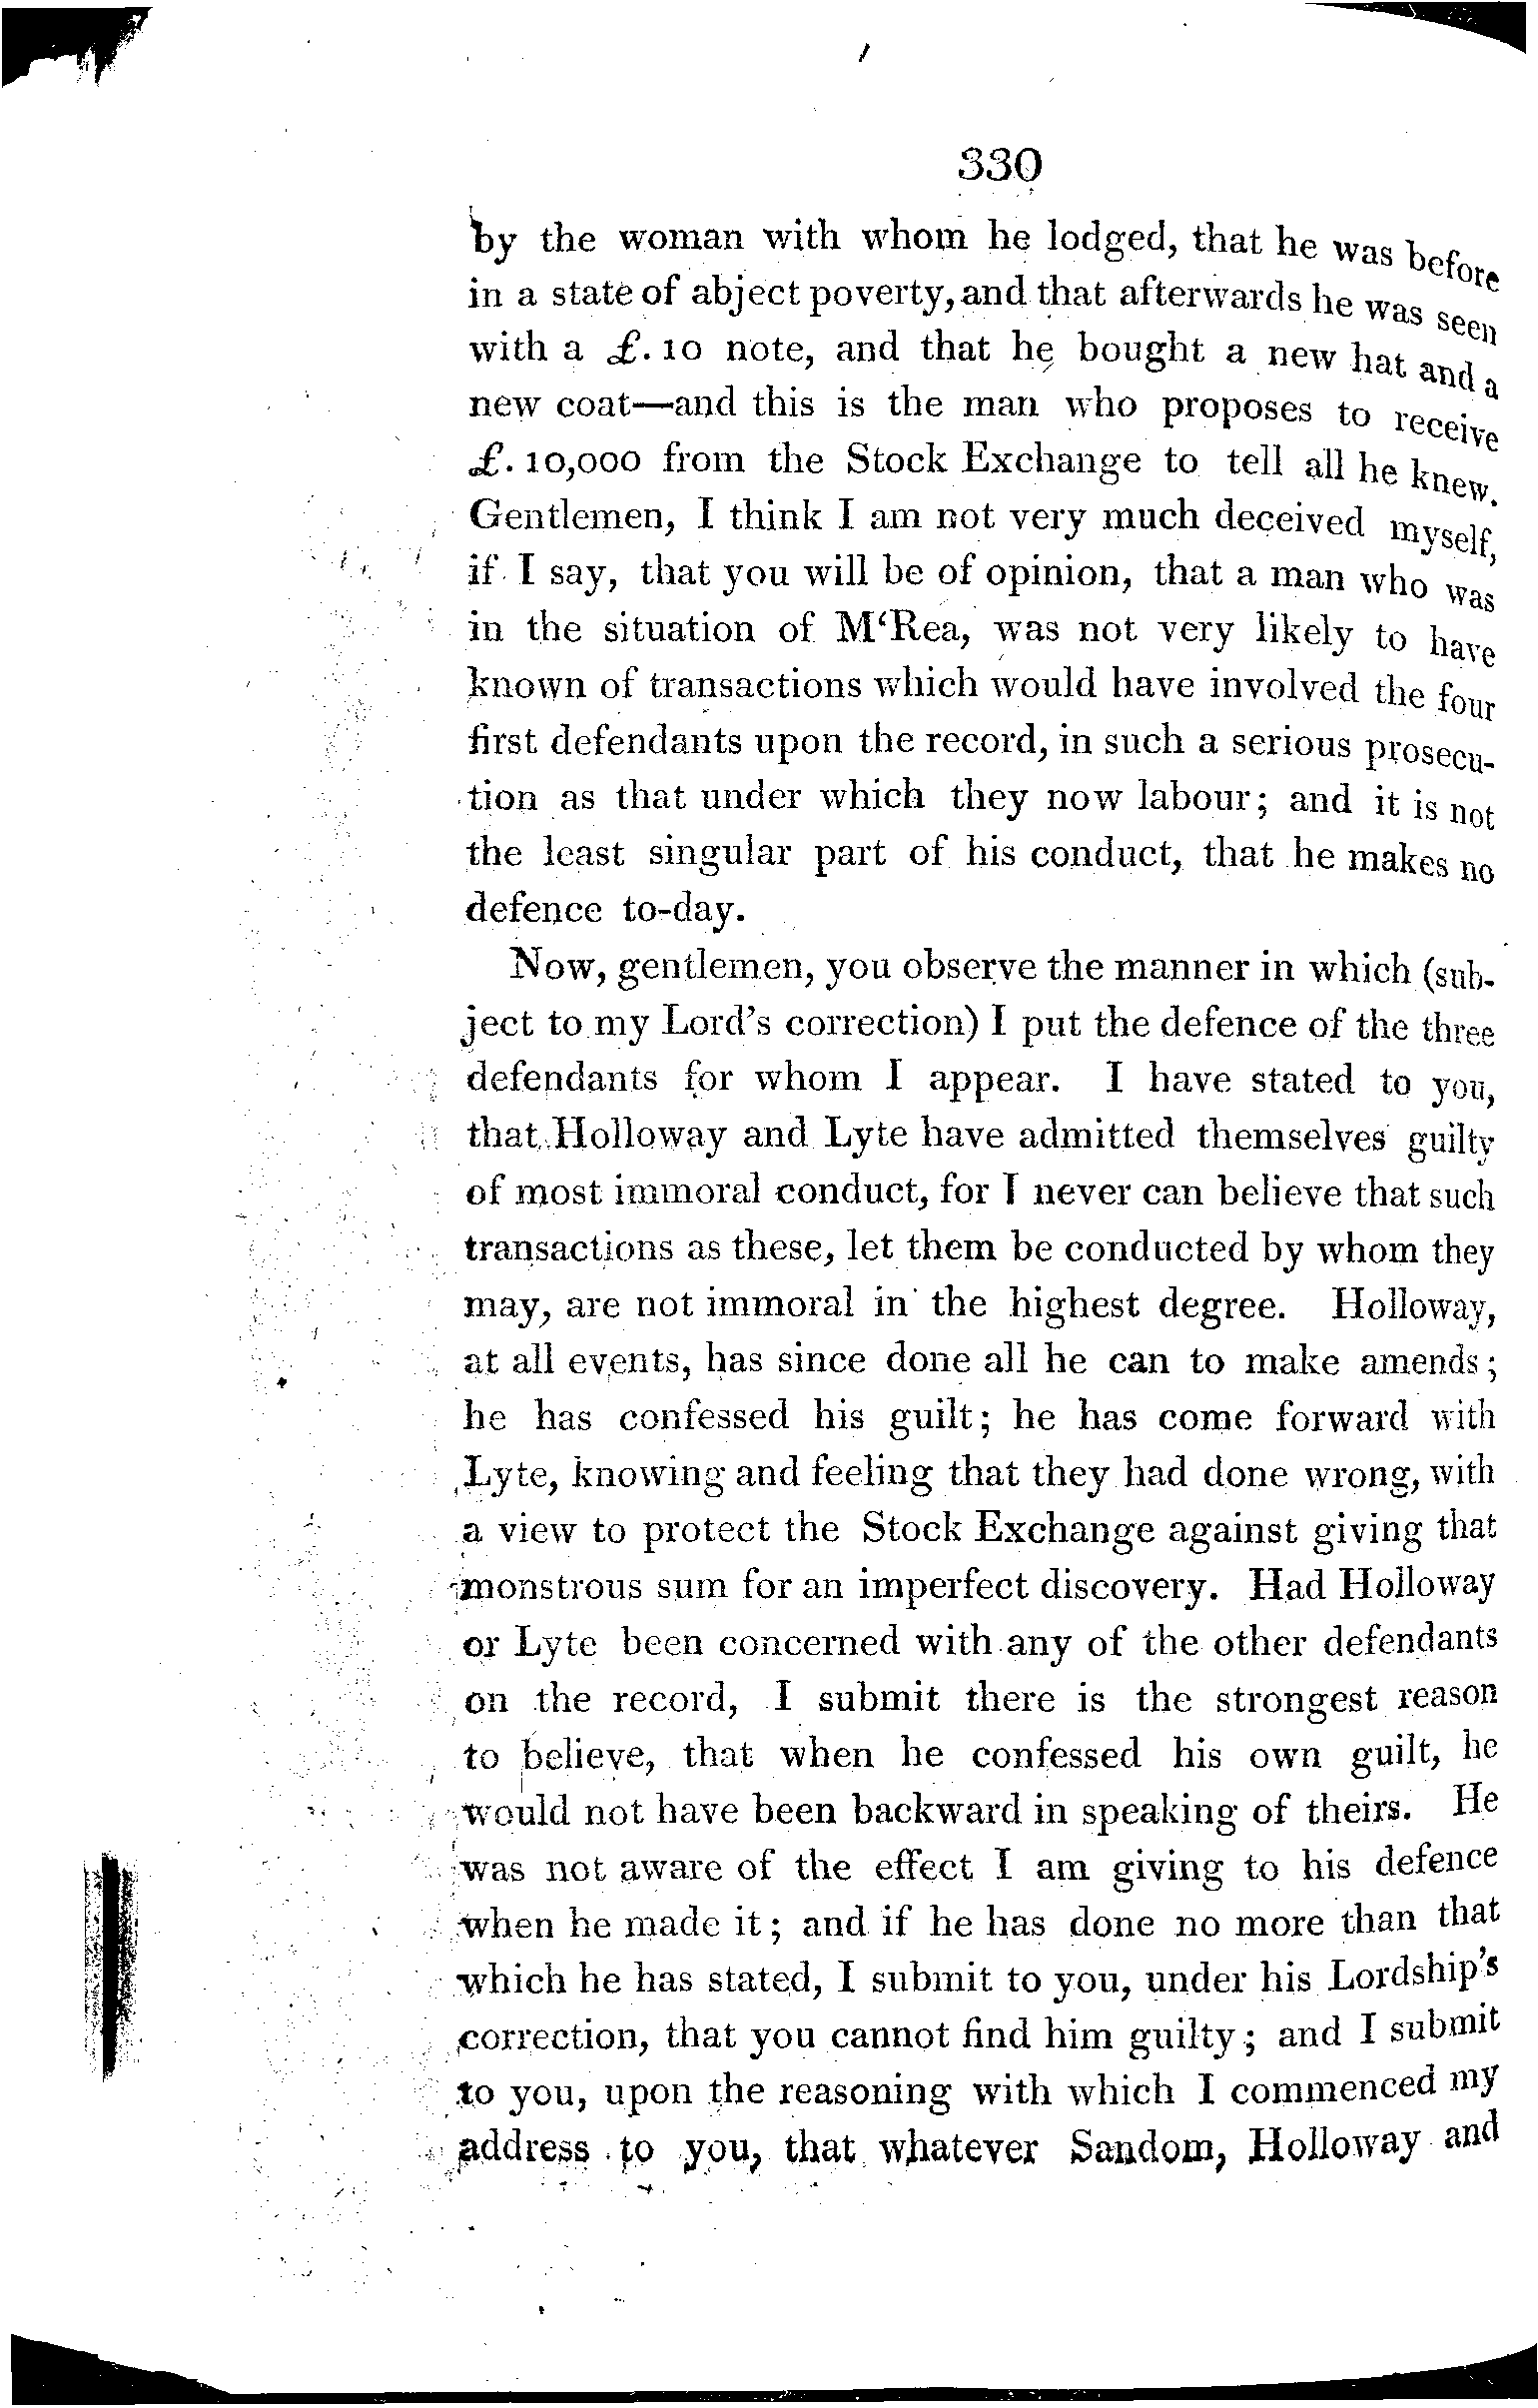 330
by the woman with whom he lodged, that he was before
in a state of abject poverty, and that afterwards he was seen
with a £. 10 note, and that he bought a new hat and a
new coat—and this is the man who proposes to receive
£. 10,000 from the Stock Exchange to tell all he knew.
Gentlemen, I think I am not very much deceived myself,
if I say, that you will be of opinion, that a man who was
in the situation of M‘Rea, was not very likely to have
known of transactions which would have involved the four
first defendants upon the record, in such a serious prosecu-
tion as that under which they now labour; and it is not
the least singular part of his conduct, that he makes no
defence to-day.
Now, gentlemen, you observe the manner in which (sub-
ject to my Lord's correction) I put the defence of the three
defendants for whom I appear. I have stated to you,
that Holloway and Lyte have admitted themselves guilty
of most immoral conduct, for I never can believe that such
transactions as these, let them be conducted by whom they
may, are not immoral in the highest degree. Holloway,
at all events, has since done all he can to make amends;
he has confessed his guilt; he has come forward with
Lyte, knowing and feeling that they had done wrong, with
a view to protect the Stock Exchange against giving that
monstrous sum for an imperfect discovery. Had Holloway
or Lyte been concerned with any of the other defendants
on the record, I submit there is the strongest reason
to believe, that when he confessed his own guilt, he
would not have been backward in speaking of theirs. He
was not aware of the effect I am giving to his defence
when he made it; and if he has done no more than that
which he has stated, I submit to you, under his Lordship's
correction, that you cannot find him guilty; and I submit
to you, upon the reasoning with which I commenced my
address to you, that whatever Sandom, Holloway and